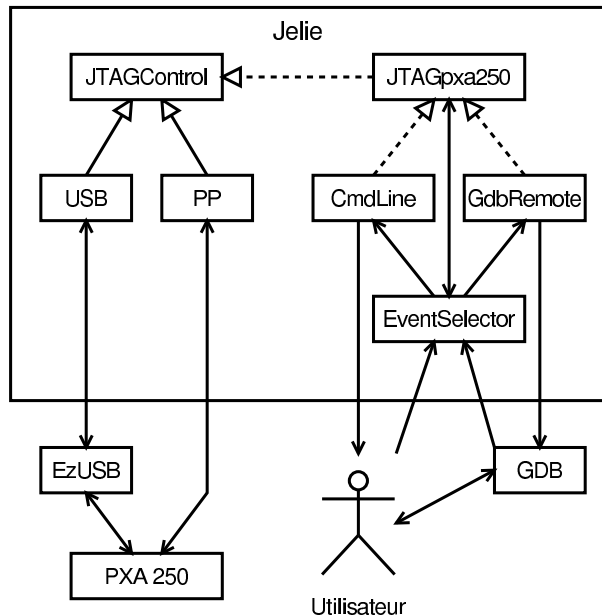 Jelie
JTAGControl
JTAGpxa250
USB
PP
CmdLine
GdbRemote
EventSelector
EzUSB
GDB
PXA 250
Utilisateur